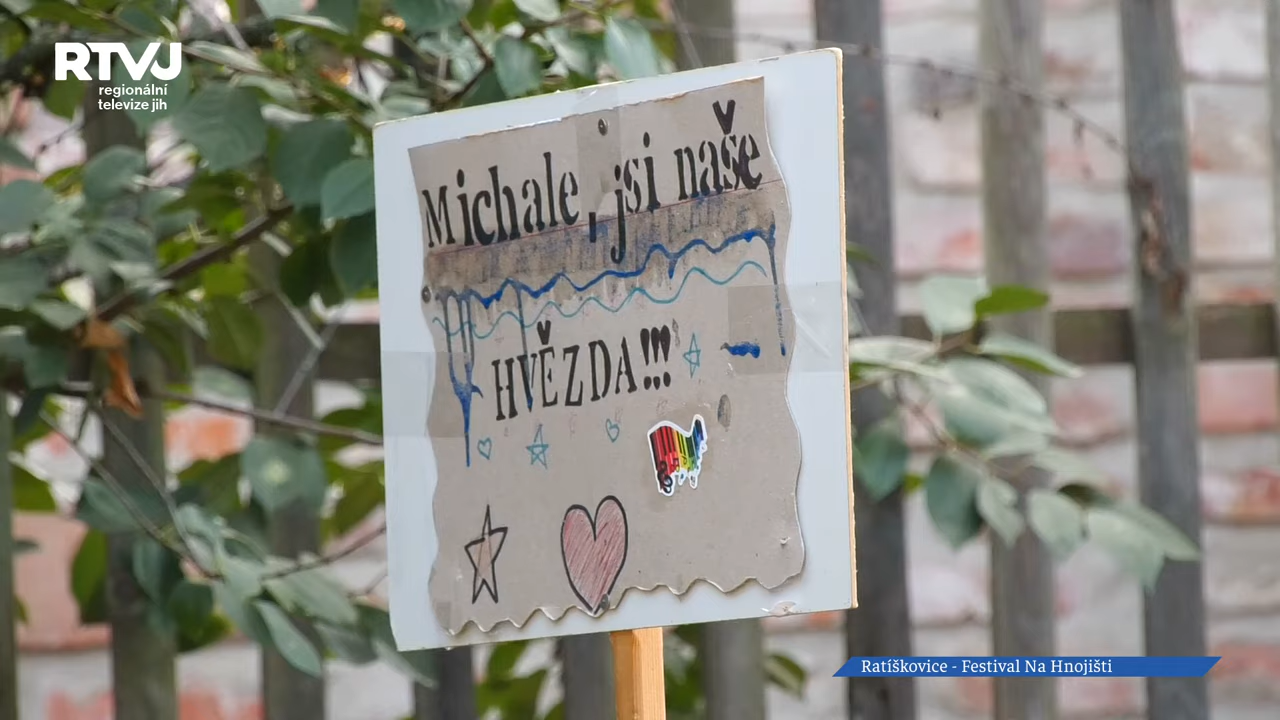 RTVJ
regionální
televize jih
Michale, jsi naše
HVĚZDA!!!
Ratíškovice - Festival Na Hnojišti